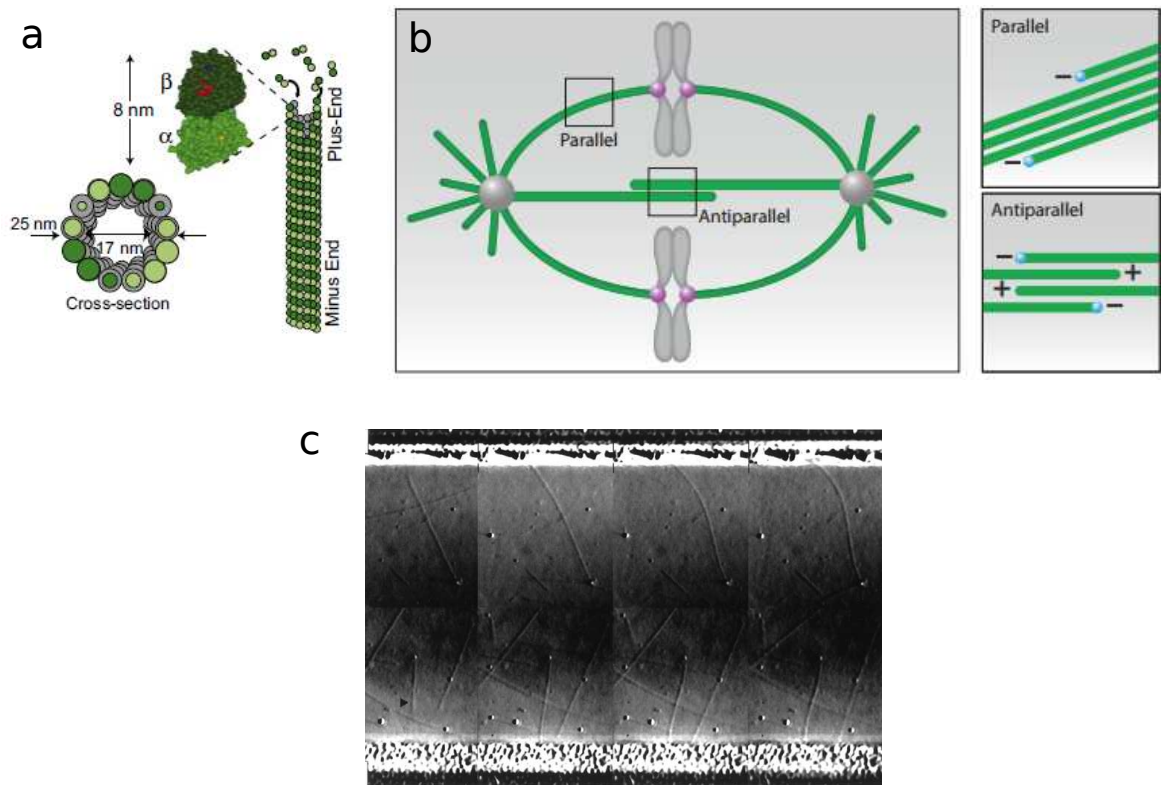 a
β
8 nm
α
25 nm
17 nm
Cross-section
Plus-End
Minus End
b
Parallel
Antiparallel
Parallel
−
−
Antiparallel
−
+
+
−
c